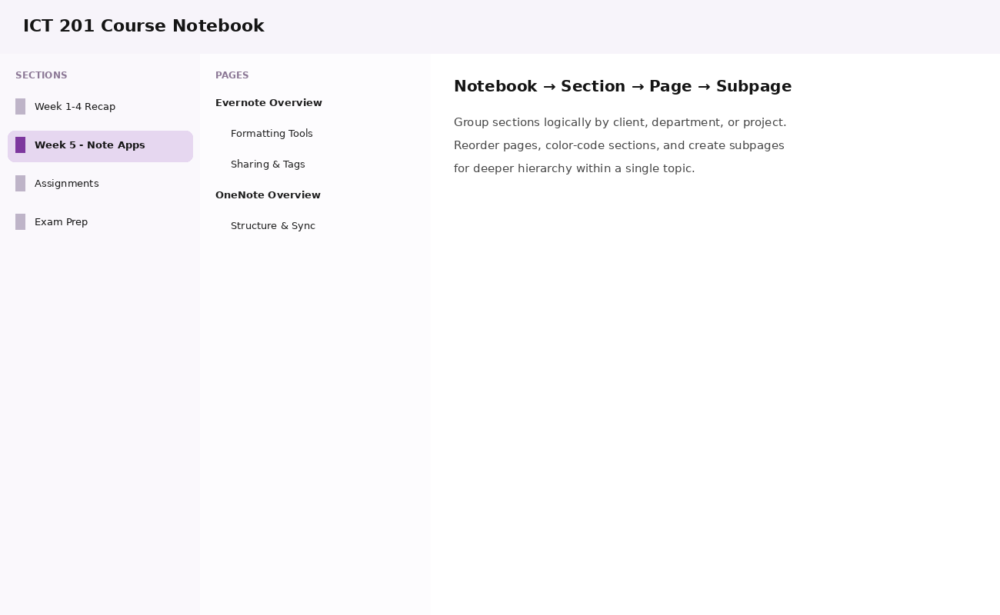 ICT 201 Course Notebook
SECTIONS
Week 1-4 Recap
Week 5 - Note Apps
Assignments
Exam Prep
PAGES
Evernote Overview
Formatting Tools
Sharing & Tags
OneNote Overview
Structure & Sync
Notebook → Section → Page → Subpage
Group sections logically by client, department, or project.
Reorder pages, color-code sections, and create subpages
for deeper hierarchy within a single topic.